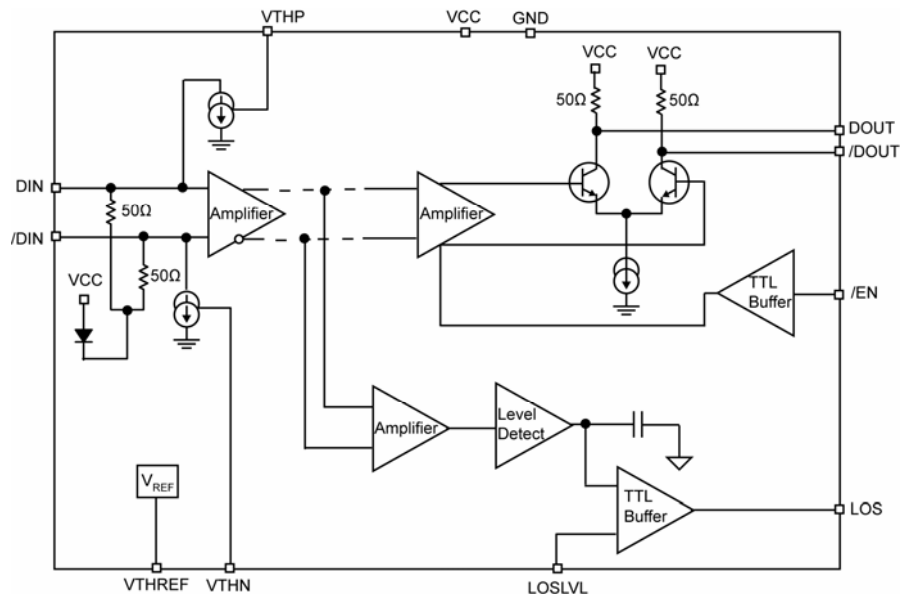 VTHP
VCC
GND
VCC
VCC
50Ω
50Ω
DOUT
/DOUT
DIN
50Ω
Amplifier
Amplifier
/DIN
50Ω
VCC
TTL
Buffer
/EN
Amplifier
Level
Detect
VREF
TTL
Buffer
LOS
VTHREF
VTHN
LOSLVL